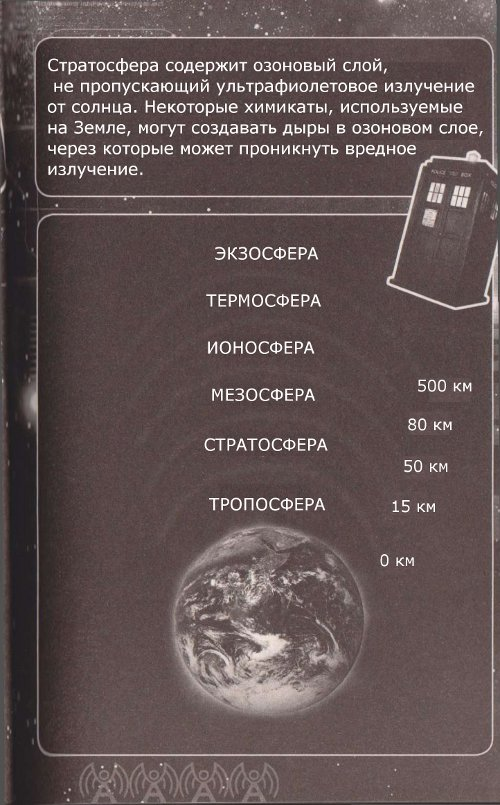 Стратосфера содержит озоновый слой,
не пропускающий ультрафиолетовое излучение
от солнца. Некоторые химикаты, используемые
на Земле, могут создавать дыры в озоновом слое,
через которые может проникнуть вредное
излучение.
POLICE BOX
ЭКЗОСФЕРА
ТЕРМОСФЕРА
ИОНОСФЕРА
МЕЗОСФЕРА
500 км
80 км
СТРАТОСФЕРА
50 км
ТРОПОСФЕРА
15 км
0 км